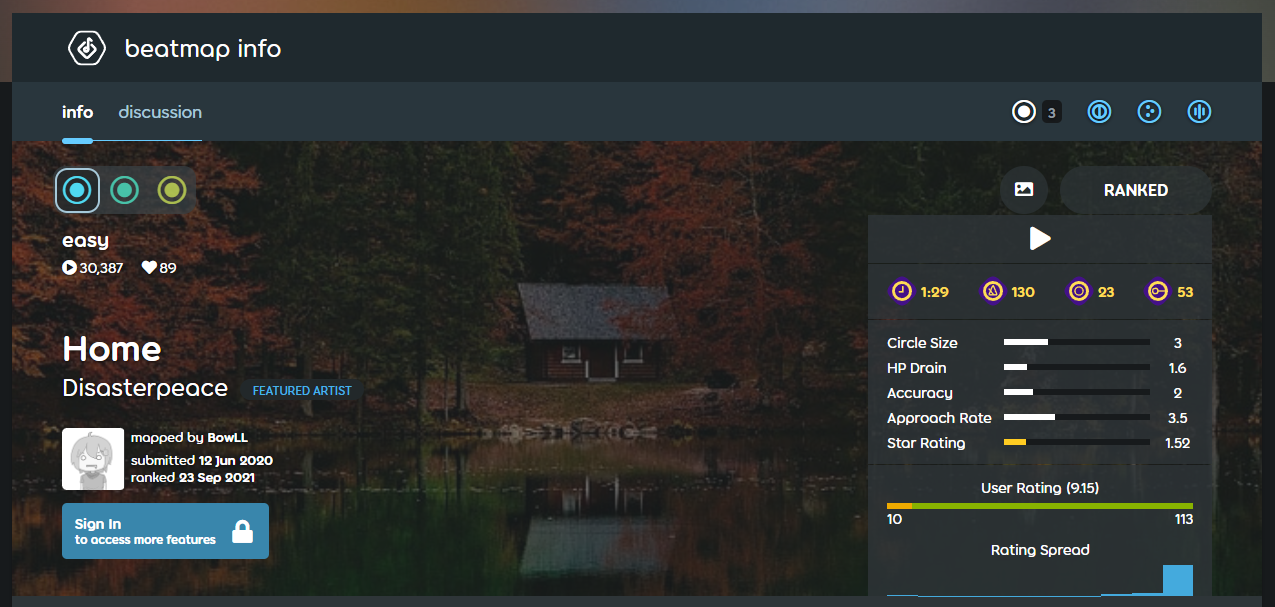 beatmap info
info discussion 3
RANKED
easy
30,387 89
1:29 130 23 53
Home
Disasterpeace FEATURED ARTIST
mapped by BowLL
submitted 12 Jun 2020
ranked 23 Sep 2021
Sign In
to access more features
Circle Size 3
HP Drain 1.6
Accuracy 2
Approach Rate 3.5
Star Rating 1.52
User Rating (9.15)
10 113
Rating Spread